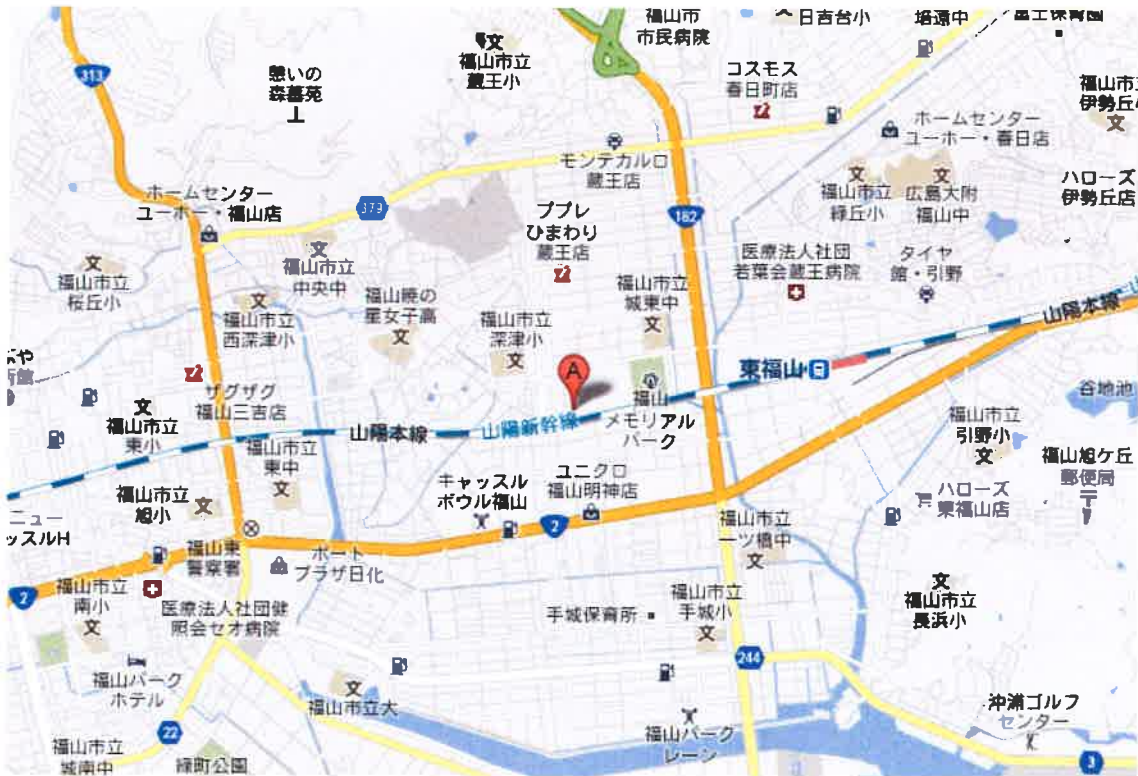 福山市
市民病院
日吉台小
培遠中
富士保育園
313
憩いの
森墓苑
福山市立
蔵王小
コスモス
春日町店
福山市立
伊勢丘小
ホームセンター
ユーホー・春日店
モンテカルロ
蔵王店
ホームセンター
ユーホー・福山店
379
福山市立
緑丘小
広島大附
福山中
ハローズ
伊勢丘店
ププレ
ひまわり
蔵王店
182
福山市立
桜丘小
福山市立
中央中
医療法人社団
若葉会蔵王病院
タイヤ
館・引野
福山市立
西深津小
福山暁の
星女子高
福山市立
深津小
福山市立
城東中
山陽本線
A
東福山
ザグザグ
福山三吉店
福山
メモリアル
パーク
谷地池
福山市立
東小
山陽本線
山陽新幹線
福山市立
引野小
福山市立
東中
福山旭ケ丘
郵便局
キャッスル
ボウル福山
ユニクロ
福山明神店
福山市立
旭小
ハローズ
東福山店
ニュー
ッスルH
2
福山市立
一ツ橋中
福山東
警察署
ポート
プラザ日化
2
福山市立
南小
医療法人社団健
照会セオ病院
手城保育所
福山市立
手城小
福山市立
長浜小
244
福山パーク
ホテル
福山市立大
沖浦ゴルフ
センター
22
福山パーク
レーン
福山市立
城南中
緑町公園
3